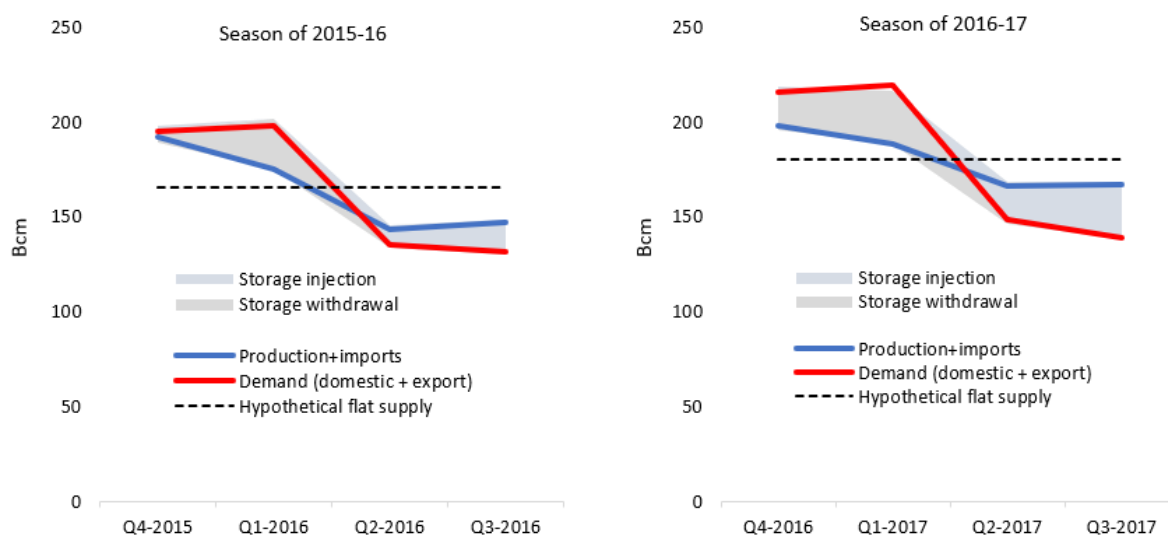 Season of 2015-16
250
200
150
100
50
0
Bcm
Storage injection
Storage withdrawal
Production+imports
Demand (domestic + export)
Hypothetical flat supply
Q4-2015 Q1-2016 Q2-2016 Q3-2016
Season of 2016-17
250
200
150
100
50
0
Bcm
Storage injection
Storage withdrawal
Production+imports
Demand (domestic + export)
Hypothetical flat supply
Q4-2016 Q1-2017 Q2-2017 Q3-2017